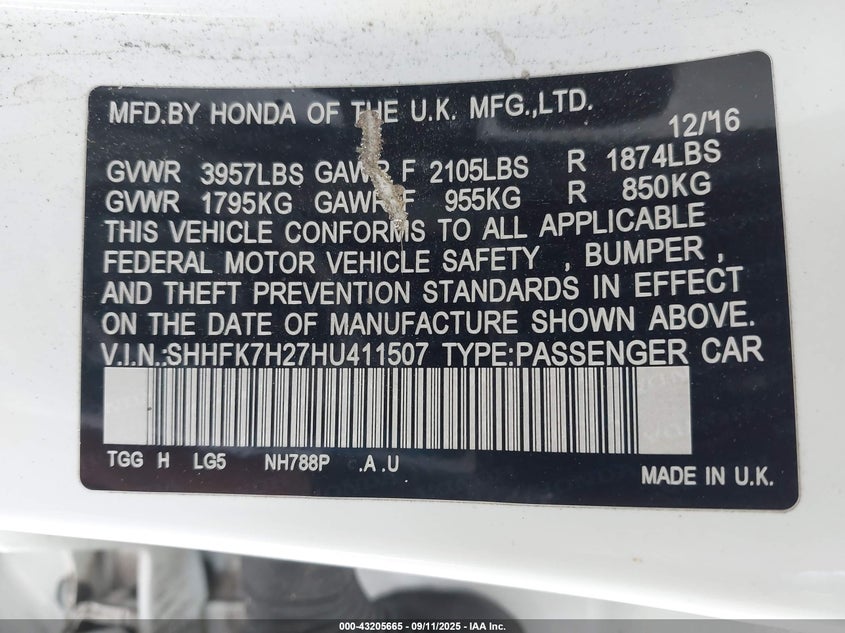 MFD.BY HONDA OF THE U.K. MFG.,LTD.
12/'16
GVWR 3957LBS GAWR F 2105LBS R 1874LBS
GVWR 1795KG GAWR F 955KG R 850KG
THIS VEHICLE CONFORMS TO ALL APPLICABLE
FEDERAL MOTOR VEHICLE SAFETY , BUMPER ,
AND THEFT PREVENTION STANDARDS IN EFFECT
ON THE DATE OF MANUFACTURE SHOWN ABOVE.
V.I.N.:SHHFK7H27HU411507 TYPE:PASSENGER CAR
TGG H LG5 NH788P .A .U
MADE IN U.K.
000-43205665 - 09/11/2025 - IAA Inc.